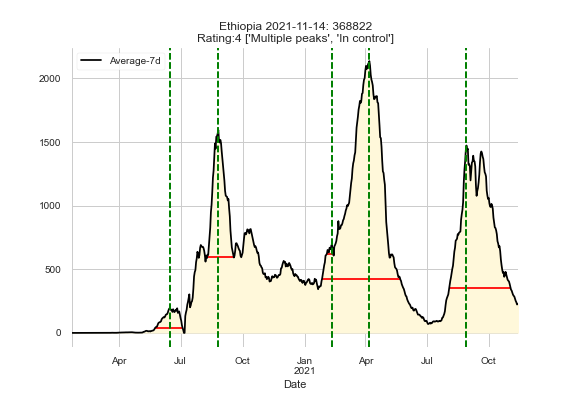 Ethiopia 2021-11-14: 368822
Rating:4 ['Multiple peaks', 'In control']
Average-7d
2000
1500
1000
500
0
Apr Jul Oct Jan Apr Jul Oct
2021
Date